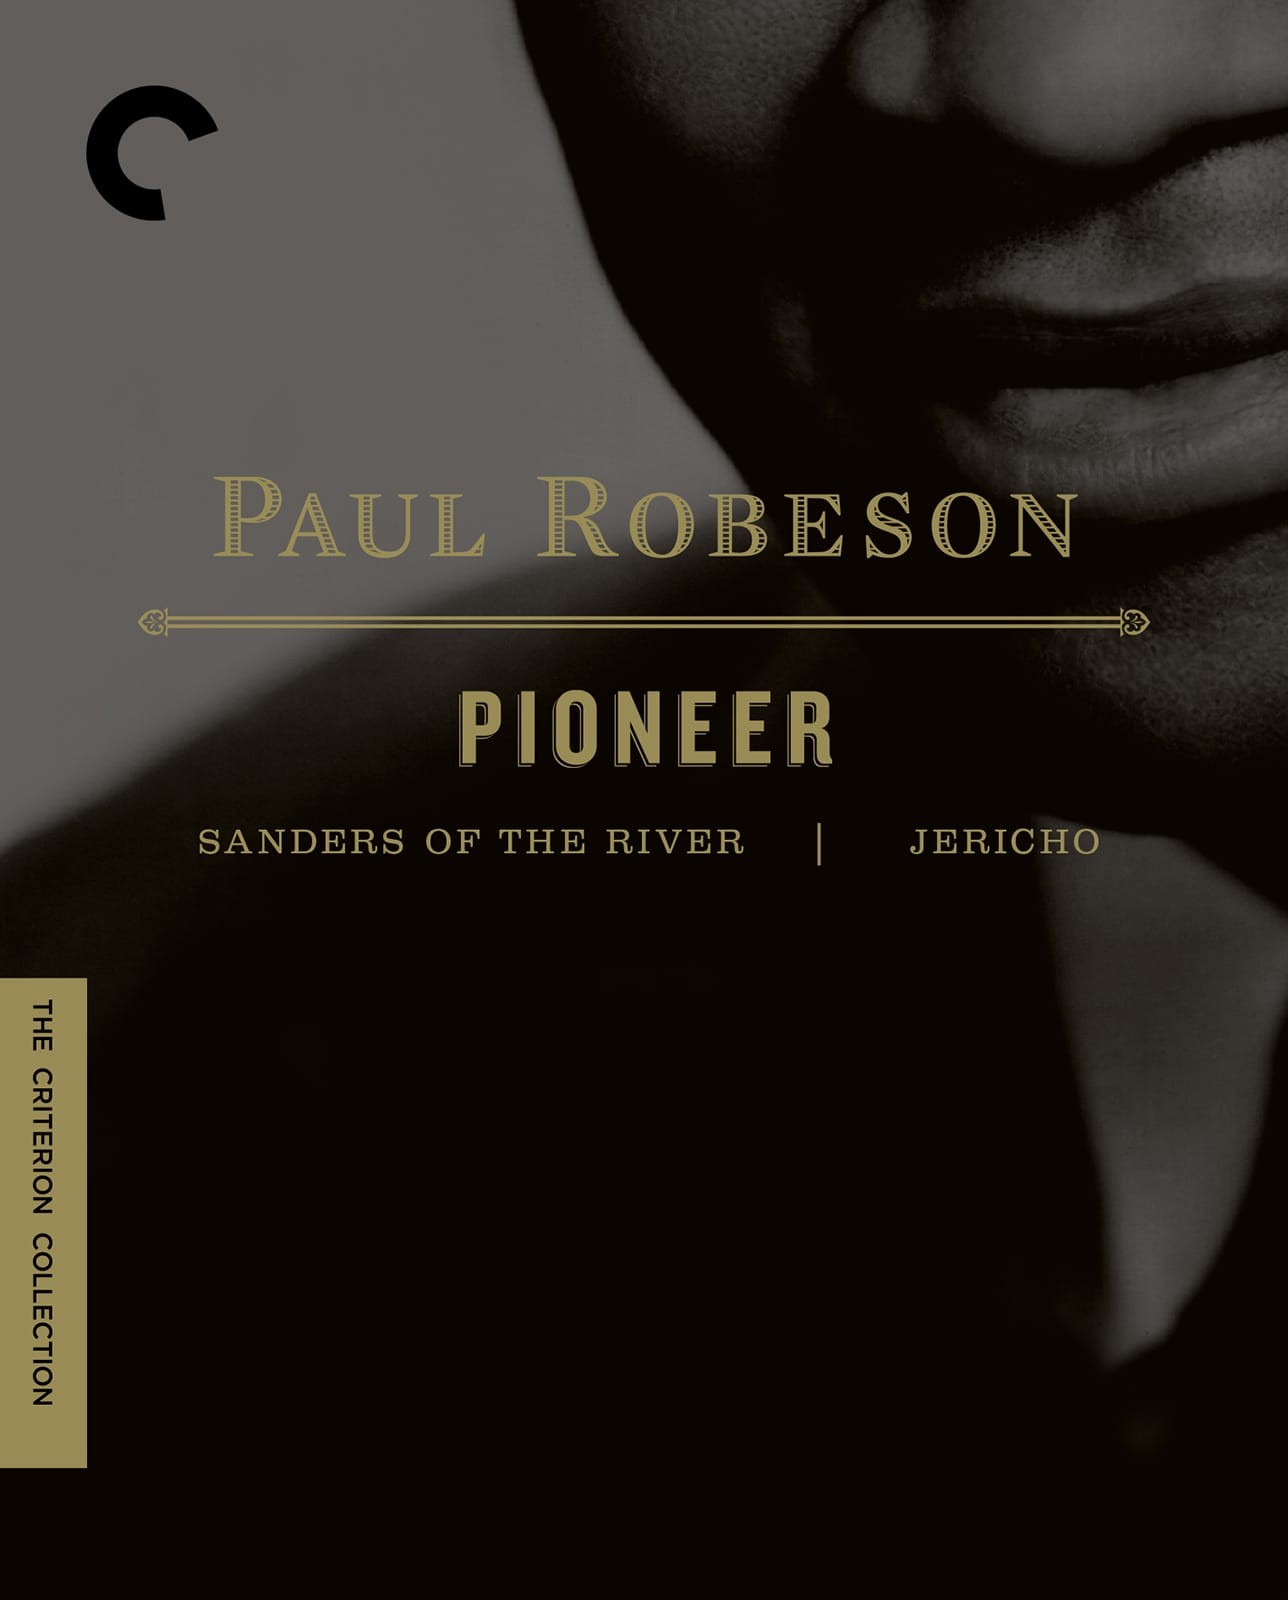 PAUL ROBESON
PIONEER
SANDERS OF THE RIVER | JERICHO
THE CRITERION COLLECTION